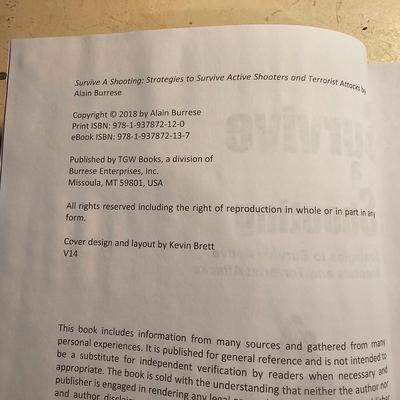 Survive A Shooting: Strategies to Survive Active Shooters and Terrorist Attacks by
Alain Burrese
Copyright © 2018 by Alain Burrese
Print ISBN: 978-1-937872-12-0
eBook ISBN: 978-1-937872-13-7
Published by TGW Books, a division of
Burrese Enterprises, Inc.
Missoula, MT 59801, USA
All rights reserved including the right of reproduction in whole or in part in any
form.
Cover design and layout by Kevin Brett
V14
This book includes information from many sources and gathered from many
personal experiences. It is published for general reference and is not intended to
be a substitute for independent verification by readers when necessary and
appropriate. The book is sold with the understanding that neither the author nor
publisher is engaged in rendering any legal
and author